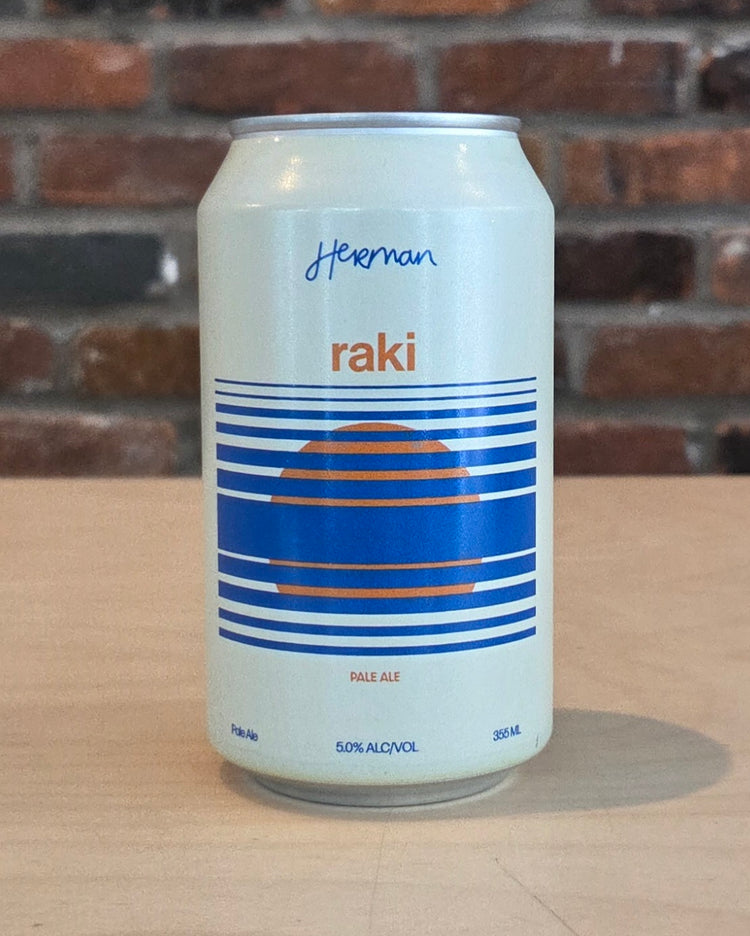 Herman
raki
PALE ALE
Pale Ale
5.0% ALC/VOL
355 ML